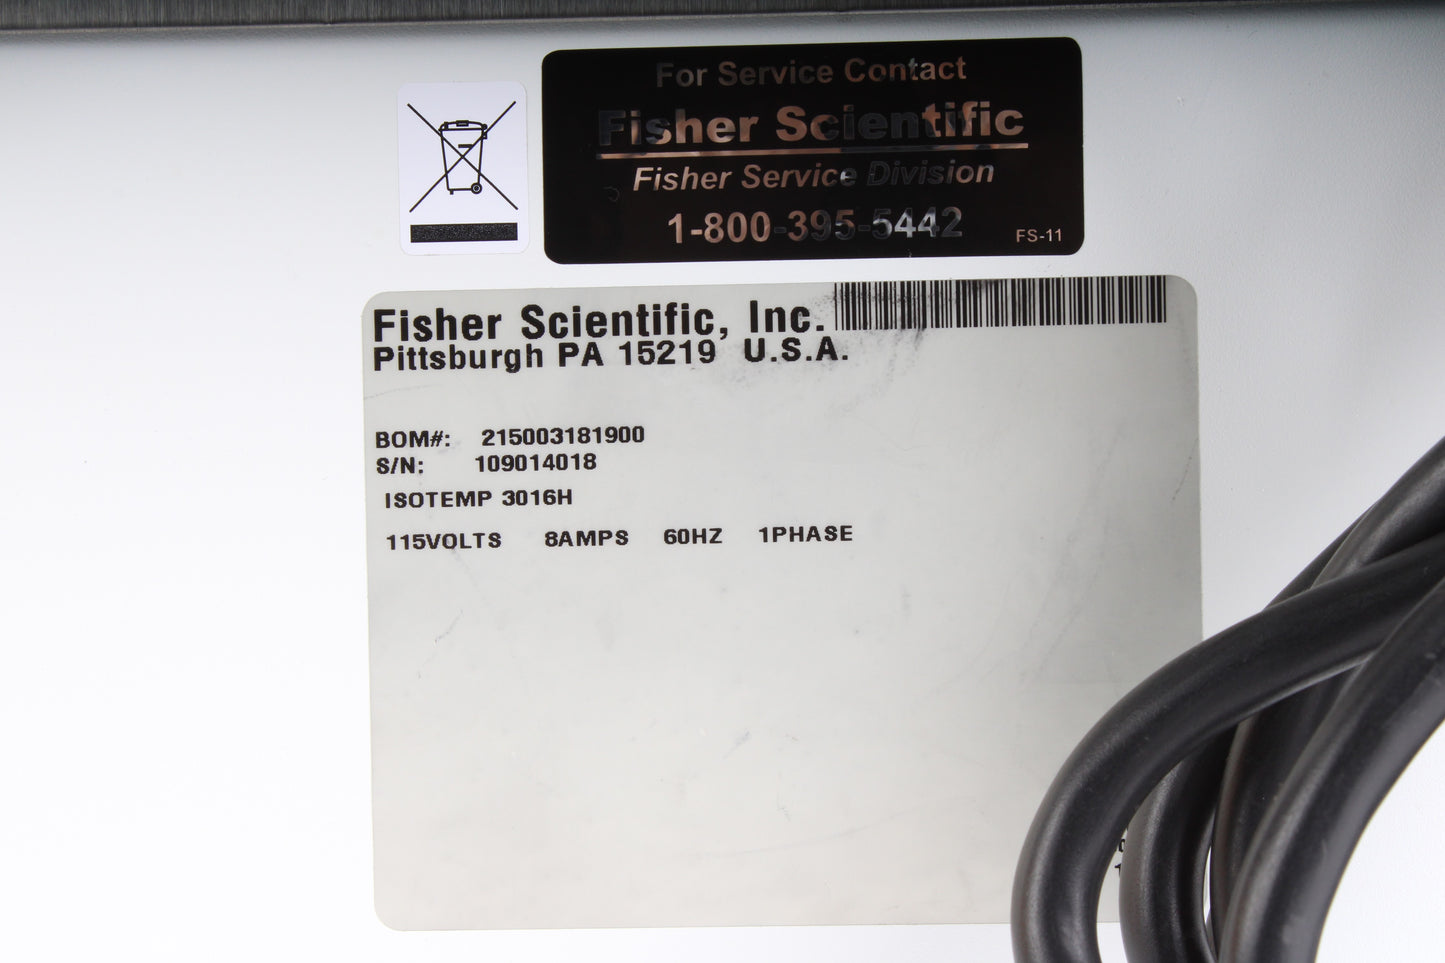 For Service Contact
Fisher Scientific
Fisher Service Division
1-800-395-5442
FS-11
Fisher Scientific, Inc.
Pittsburgh PA 15219 U.S.A.
BOM#: 215003181900
S/N: 109014018
ISOTEMP 3016H
115VOLTS 8AMPS 60HZ 1PHASE